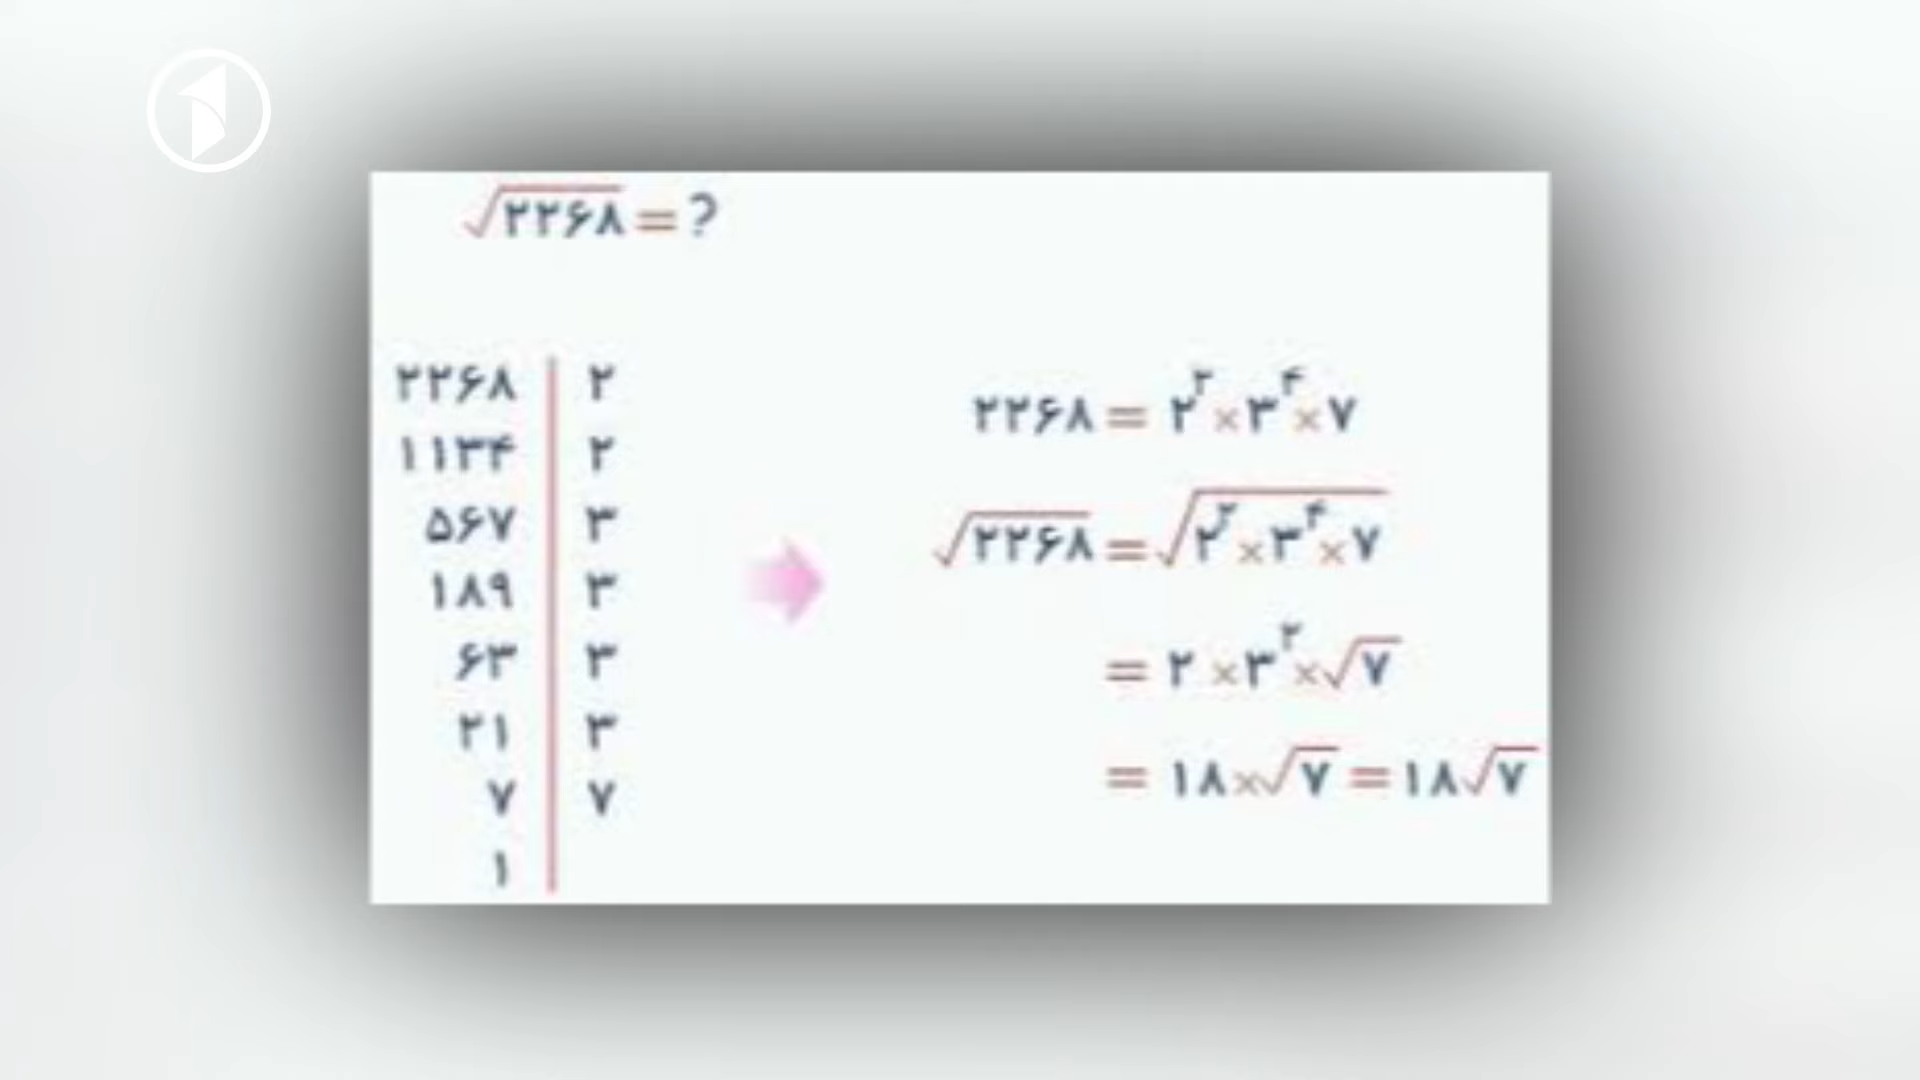 √۲۲۶۸ = ?
۲۲۶۸ | ۲
۱۱۳۴ | ۲
۵۶۷ | ۳
۱۸۹ | ۳
۶۳ | ۳
۲۱ | ۳
۷ | ۷
۱ |
۲۲۶۸ = ۲^۲ × ۳^۴ × ۷
√۲۲۶۸ = √(۲^۲ × ۳^۴ × ۷)
= ۲ × ۳^۲ × √۷
= ۱۸ × √۷ = ۱۸√۷